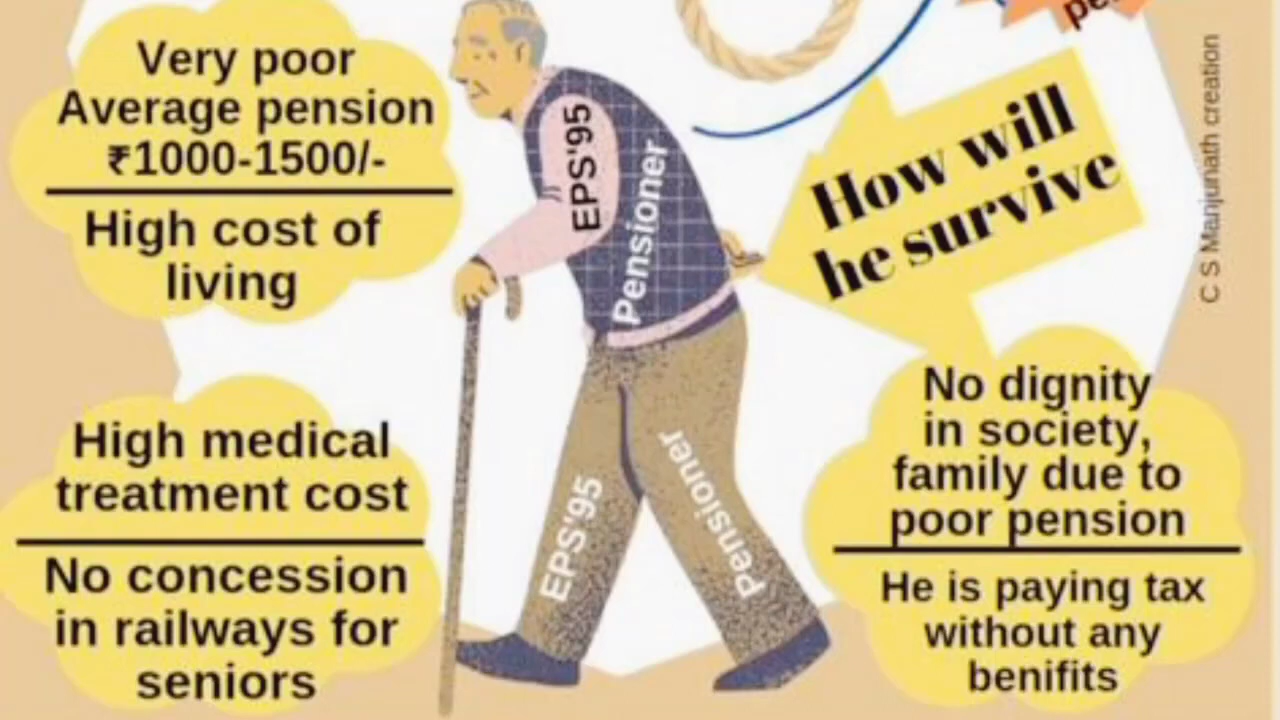 Very poor
Average pension
₹1000-1500/-
High cost of
living
EPS'95
Pensioner
How will
he survive
C S Manjunath creation
High medical
treatment cost
No concession
in railways for
seniors
EPS'95
Pensioner
No dignity
in society,
family due to
poor pension
He is paying tax
without any
benifits